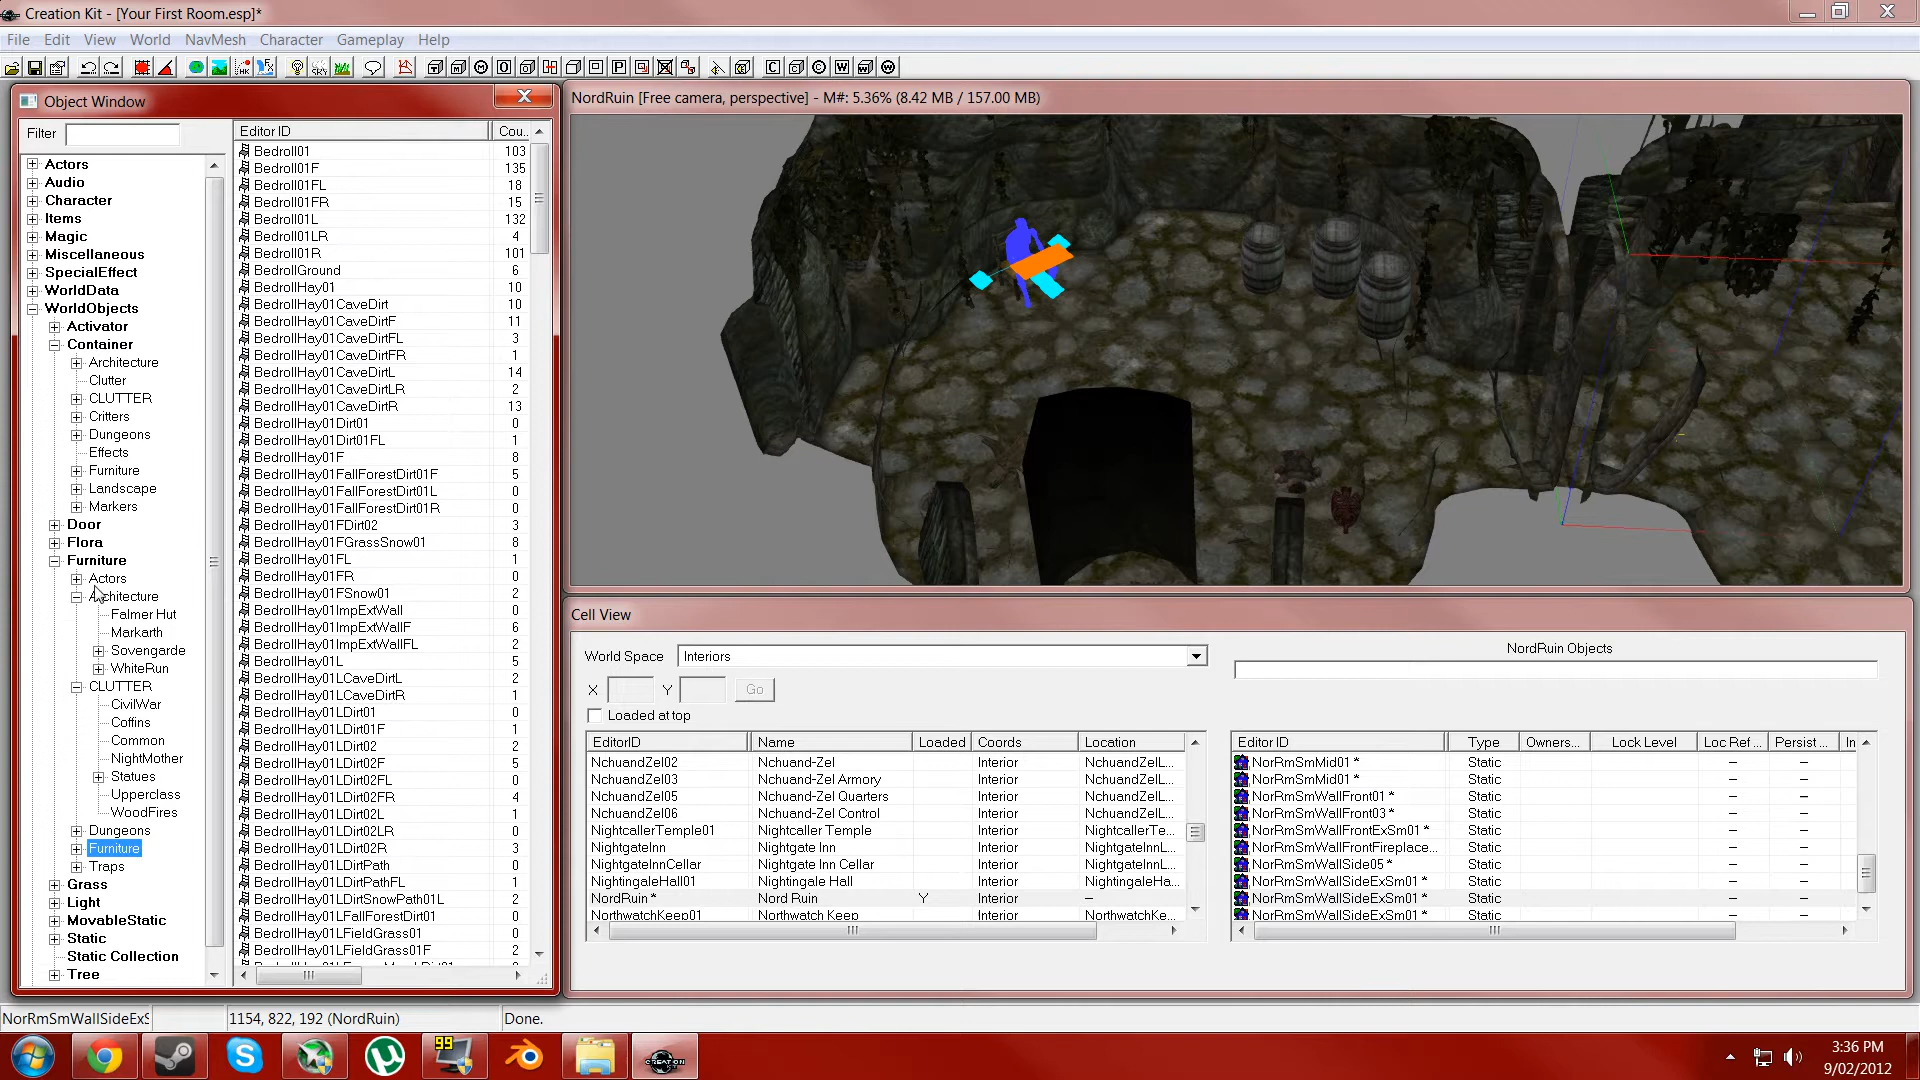 Creation Kit - [Your First Room.esp]*
File Edit View World NavMesh Character Gameplay Help
Object Window
Filter
Actors
Audio
Character
Items
Magic
Miscellaneous
SpecialEffect
WorldData
WorldObjects
Activator
Container
Architecture
Clutter
CLUTTER
Critters
Dungeons
Effects
Furniture
Landscape
Markers
Door
Flora
Furniture
Actors
Architecture
Falmer Hut
Markarth
Sovengarde
WhiteRun
CLUTTER
CivilWar
Coffins
Common
NightMother
Statues
Upperclass
WoodFires
Dungeons
Furniture
Traps
Grass
Light
MovableStatic
Static
Static Collection
Tree
Editor ID Cou..
Bedroll01 103
Bedroll01F 135
Bedroll01FL 18
Bedroll01FR 15
Bedroll01L 132
Bedroll01LR 4
Bedroll01R 101
BedrollGround 6
BedrollHay01 10
BedrollHay01CaveDirt 10
BedrollHay01CaveDirtF 11
BedrollHay01CaveDirtFL 3
BedrollHay01CaveDirtFR 1
BedrollHay01CaveDirtL 14
BedrollHay01CaveDirtLR 2
BedrollHay01CaveDirtR 13
BedrollHay01Dirt01 0
BedrollHay01Dirt01FL 1
BedrollHay01F 8
BedrollHay01FallForestDirt01F 5
BedrollHay01FallForestDirt01L 0
BedrollHay01FallForestDirt01R 0
BedrollHay01FDirt02 3
BedrollHay01FGrassSnow01 8
BedrollHay01FL 1
BedrollHay01FR 0
BedrollHay01FSnow01 2
BedrollHay01ImpExtWall 0
BedrollHay01ImpExtWallF 6
BedrollHay01ImpExtWallFL 2
BedrollHay01L 5
BedrollHay01LCaveDirtL 2
BedrollHay01LCaveDirtR 1
BedrollHay01LDirt01 0
BedrollHay01LDirt01F 1
BedrollHay01LDirt02 2
BedrollHay01LDirt02F 5
BedrollHay01LDirt02FL 0
BedrollHay01LDirt02FR 4
BedrollHay01LDirt02L 1
BedrollHay01LDirt02LR 0
BedrollHay01LDirt02R 3
BedrollHay01LDirtPath 0
BedrollHay01LDirtPathFL 1
BedrollHay01LDirtSnowPath01L 2
BedrollHay01LFallForestDirt01 0
BedrollHay01LFieldGrass01 0
BedrollHay01LFieldGrass01F 2
NordRuin [Free camera, perspective] - M#: 5.36% (8.42 MB / 157.00 MB)
Cell View
World Space Interiors
X Y Go
Loaded at top
EditorID Name Loaded Coords Location
NchuandZel02 Nchuand-Zel Interior NchuandZelL...
NchuandZel03 Nchuand-Zel Armory Interior NchuandZelL...
NchuandZel05 Nchuand-Zel Quarters Interior NchuandZelL...
NchuandZel06 Nchuand-Zel Control Interior NchuandZelL...
NightcallerTemple01 Nightcaller Temple Interior NightcallerTe...
NightgateInn Nightgate Inn Interior NightgateInnL...
NightgateInnCellar Nightgate Inn Cellar Interior NightgateInnL...
NightingaleHall01 Nightingale Hall Interior NightingaleHa...
NordRuin * Nord Ruin Y Interior –
NorthwatchKeep01 Northwatch Keep Interior NorthwatchKe...
NordRuin Objects
Editor ID Type Owners... Lock Level Loc Ref ... Persist ... In
NorRmSmMid01 * Static – –
NorRmSmMid01 * Static – –
NorRmSmWallFront01 * Static – –
NorRmSmWallFront03 * Static – –
NorRmSmWallFrontExSm01 * Static – –
NorRmSmWallFrontFireplace... Static – –
NorRmSmWallSide05 * Static – –
NorRmSmWallSideExSm01 * Static – –
NorRmSmWallSideExSm01 * Static – –
NorRmSmWallSideExSm01 * Static – –
NorRmSmWallSideExS 1154, 822, 192 (NordRuin) Done.
99
CREATION
3:36 PM
9/02/2012